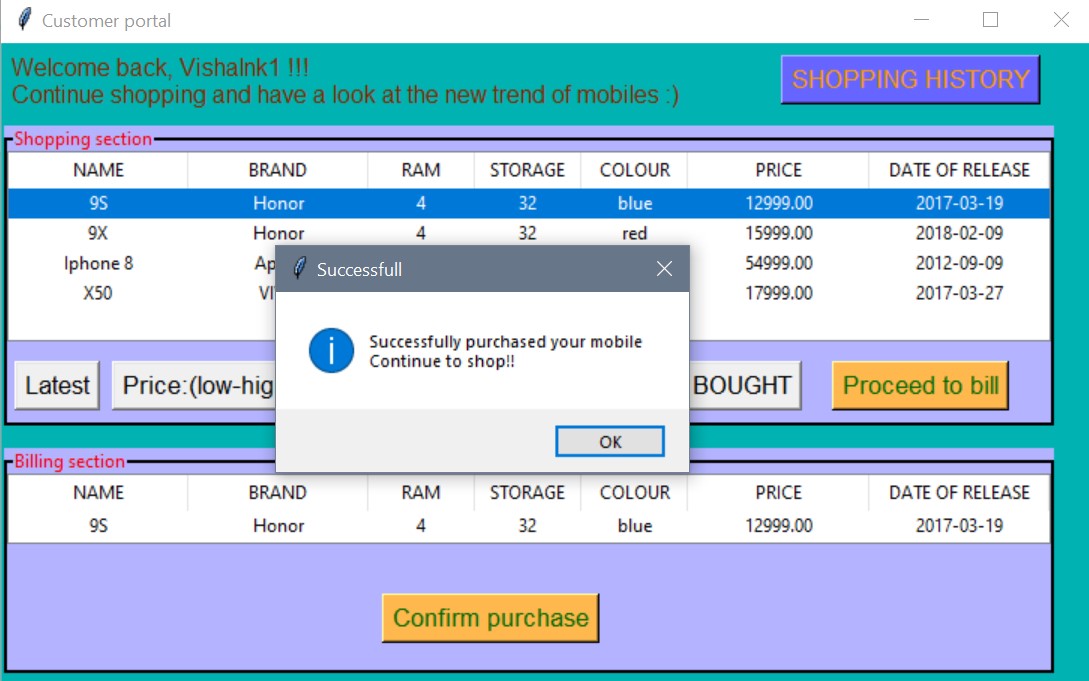 Customer portal
Welcome back, Vishalnk1 !!!
Continue shopping and have a look at the new trend of mobiles :)
SHOPPING HISTORY
Shopping section
NAME BRAND RAM STORAGE COLOUR PRICE DATE OF RELEASE
9S Honor 4 32 blue 12999.00 2017-03-19
9X Honor 4 32 red 15999.00 2018-02-09
Iphone 8 54999.00 2012-09-09
X50 17999.00 2017-03-27
Successfull
Successfully purchased your mobile
Continue to shop!!
OK
Latest Price:(low-hig BOUGHT Proceed to bill
Billing section
NAME BRAND RAM STORAGE COLOUR PRICE DATE OF RELEASE
9S Honor 4 32 blue 12999.00 2017-03-19
Confirm purchase